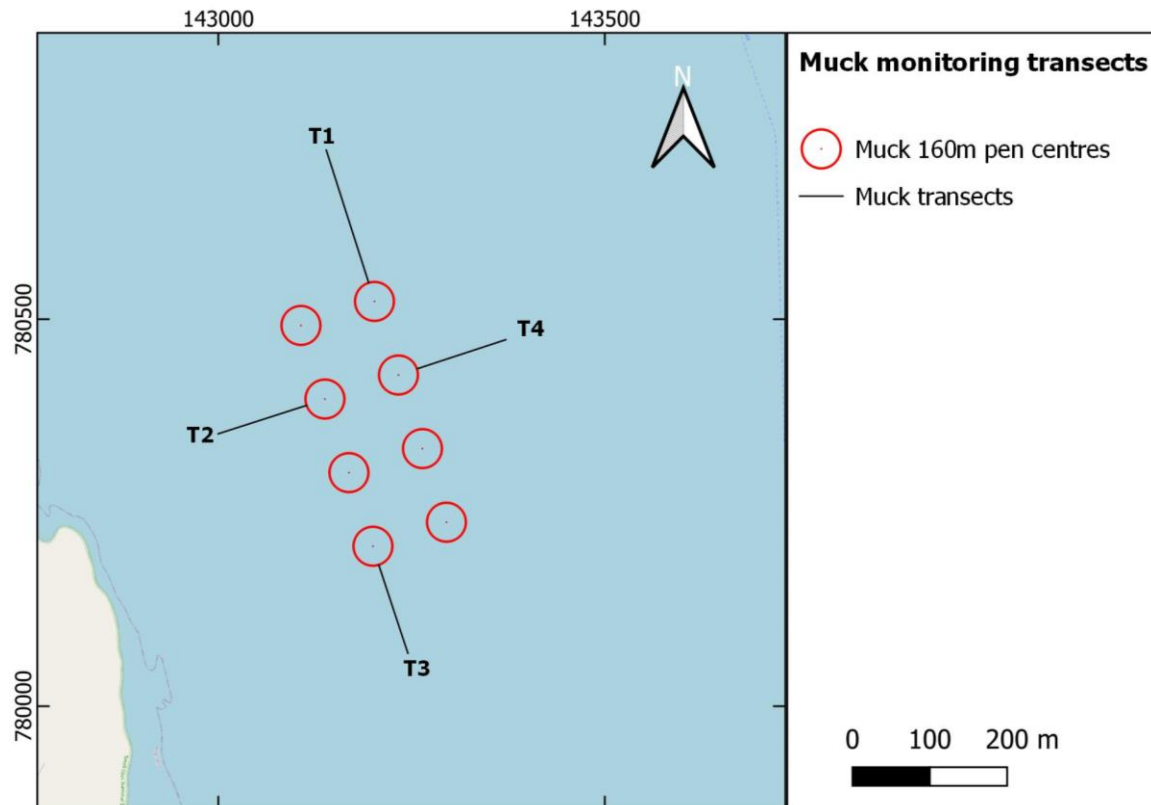 143000 143500
Muck monitoring transects
N
T1
Muck 160m pen centres
Muck transects
780500
T4
T2
T3
780000
0 100 200 m